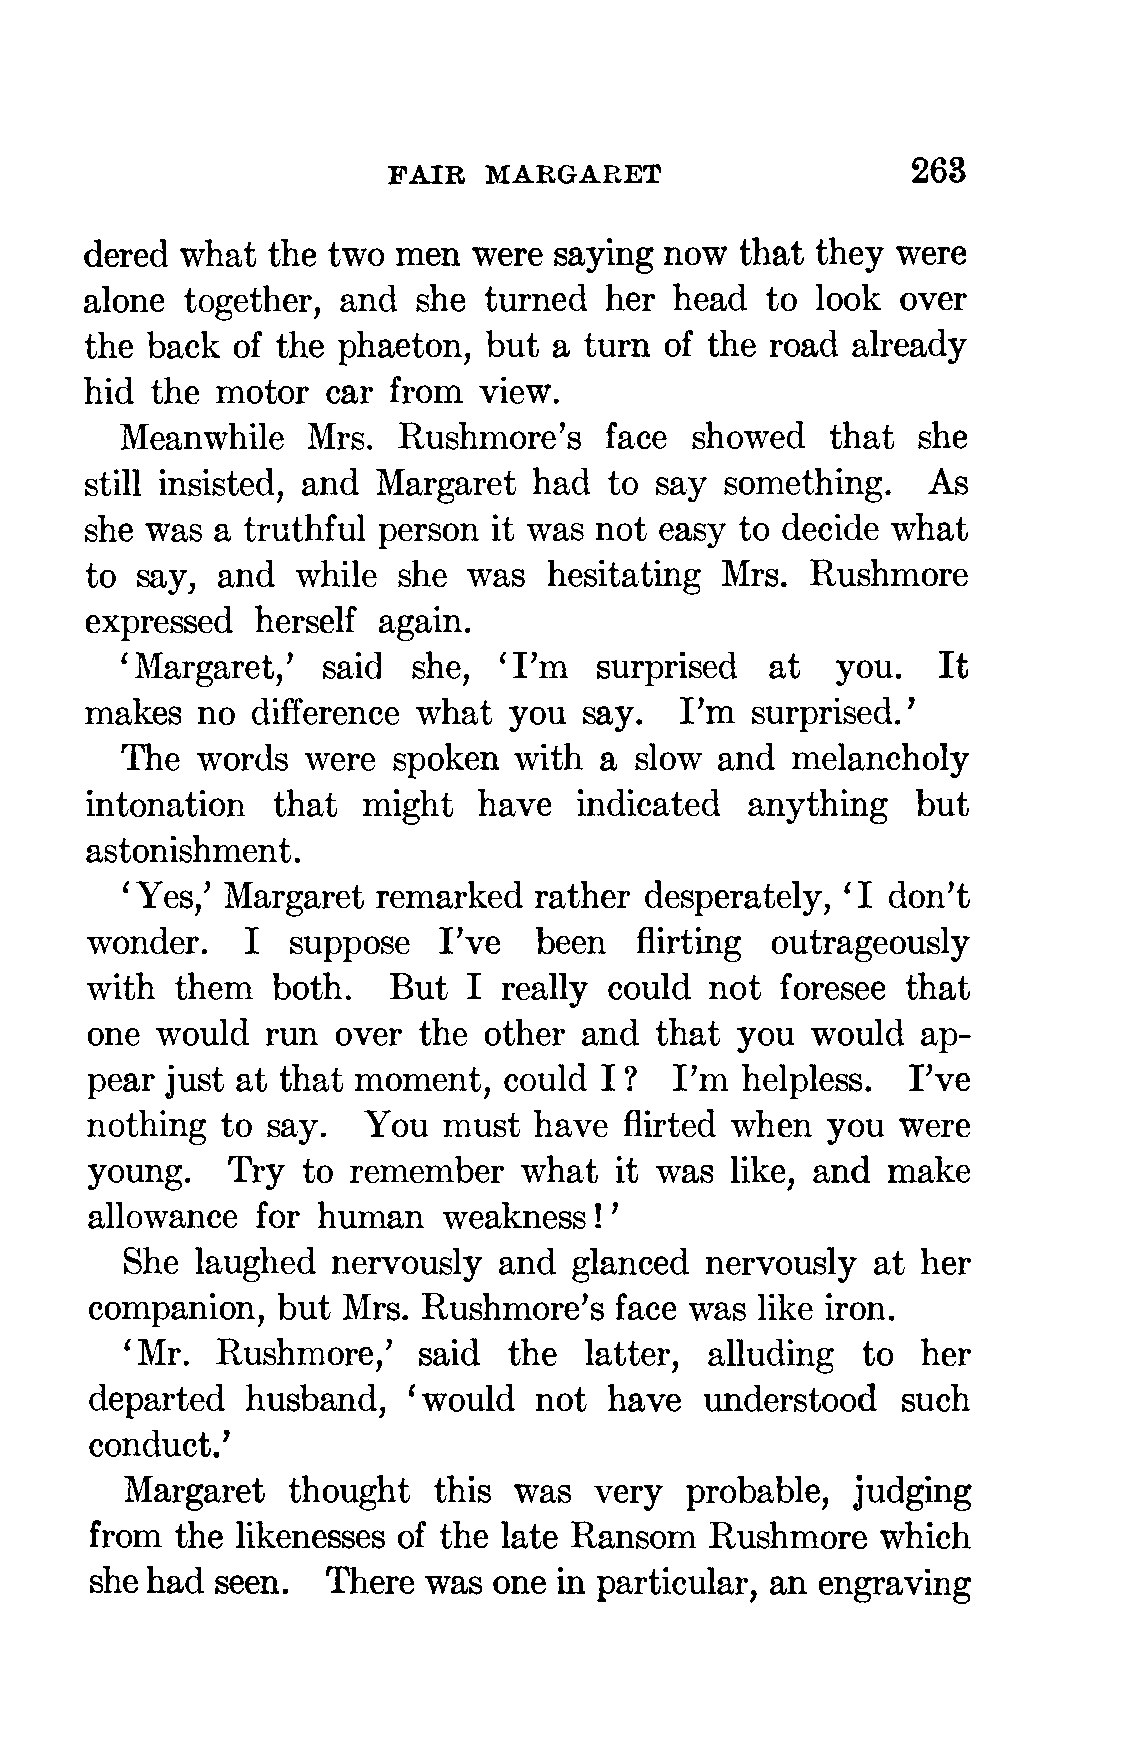 FAIR MARGARET 263
dered what the two men were saying now that they were
alone together, and she turned her head to look over
the back of the phaeton, but a turn of the road already
hid the motor car from view.
Meanwhile Mrs. Rushmore's face showed that she
still insisted, and Margaret had to say something. As
she was a truthful person it was not easy to decide what
to say, and while she was hesitating Mrs. Rushmore
expressed herself again.
'Margaret,' said she, 'I'm surprised at you. It
makes no difference what you say. I'm surprised.'
The words were spoken with a slow and melancholy
intonation that might have indicated anything but
astonishment.
'Yes,' Margaret remarked rather desperately, 'I don't
wonder. I suppose I've been flirting outrageously
with them both. But I really could not foresee that
one would run over the other and that you would ap-
pear just at that moment, could I? I'm helpless. I've
nothing to say. You must have flirted when you were
young. Try to remember what it was like, and make
allowance for human weakness!'
She laughed nervously and glanced nervously at her
companion, but Mrs. Rushmore's face was like iron.
'Mr. Rushmore,' said the latter, alluding to her
departed husband, 'would not have understood such
conduct.'
Margaret thought this was very probable, judging
from the likenesses of the late Ransom Rushmore which
she had seen. There was one in particular, an engraving